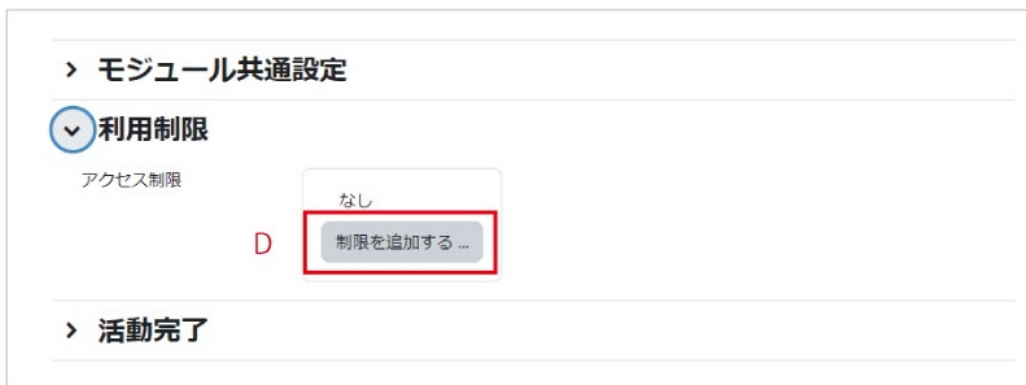 モジュール共通設定
利用制限
アクセス制限
なし
D
制限を追加する ...
活動完了